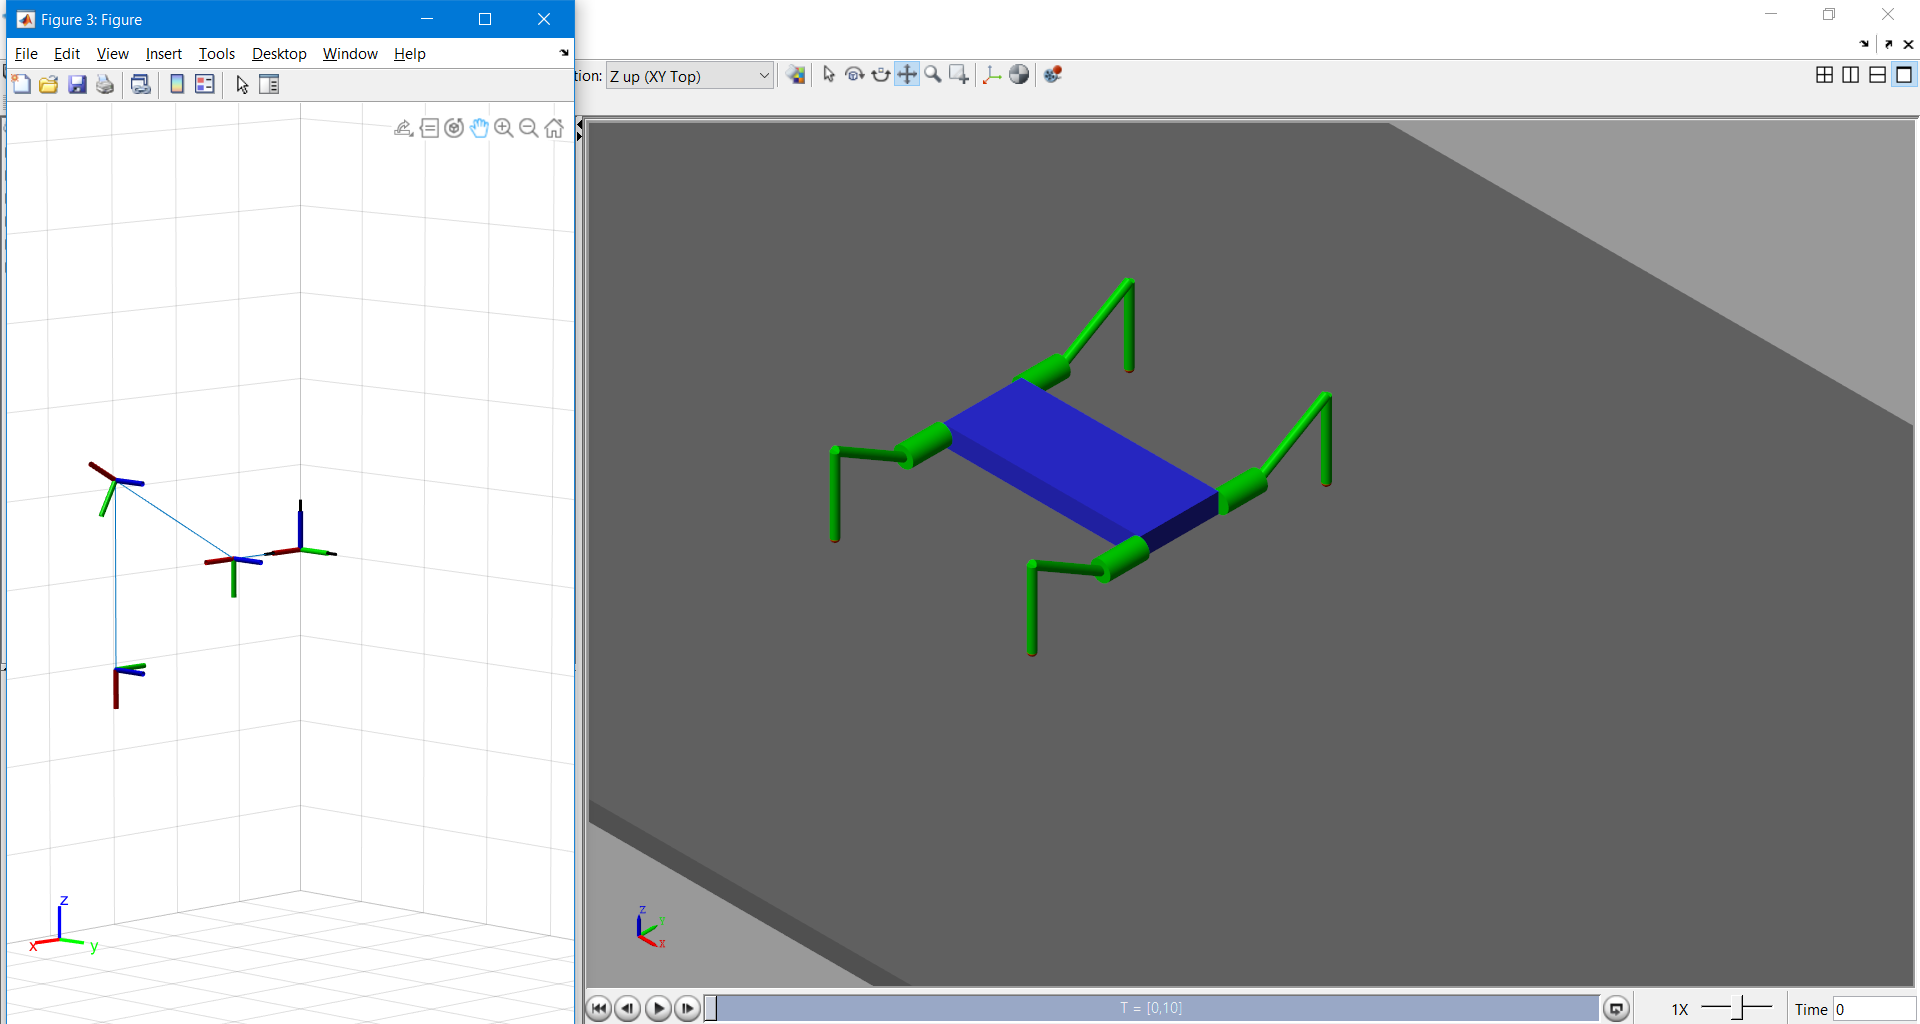 Figure 3: Figure
File Edit View Insert Tools Desktop Window Help
tion: Z up (XY Top)
z
x
y
Z
Y
X
T = [0,10]
1X
Time 0